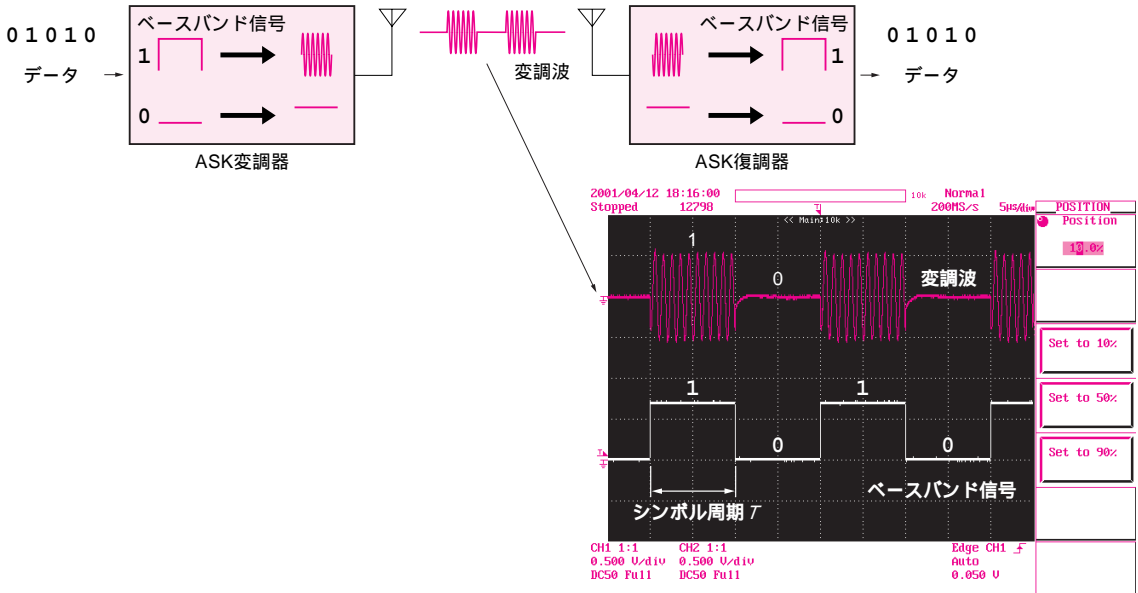 01010
データ
ベースバンド信号
1
0
ASK変調器
変調波
ベースバンド信号
1
0
ASK復調器
01010
データ
2001/04/12 18:16:00
Stopped
12798
10k
Normal
200MS/s
5μs/div
<< Main:10k >>
T
1
0
変調波
1
0
1
0
ベースバンド信号
シンボル周期 T
POSITION
Position
10.0%
Set to 10%
Set to 50%
Set to 90%
CH1 1:1
0.500 V/div
DC50 Full
CH2 1:1
0.500 V/div
DC50 Full
Edge CH1
Auto
0.050 V